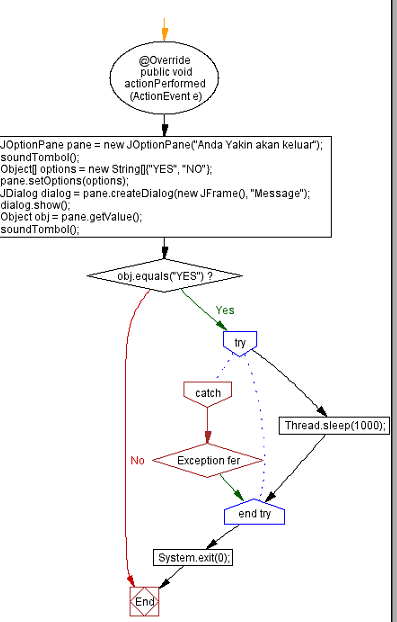 @Override
public void
actionPerformed
(ActionEvent e)
JOptionPane pane = new JOptionPane("Anda Yakin akan keluar");
soundTombol();
Object[] options = new String[]{"YES", "NO"};
pane.setOptions(options);
JDialog dialog = pane.createDialog(new JFrame(), "Message");
dialog.show();
Object obj = pane.getValue();
soundTombol();
obj.equals("YES") ?
Yes
try
catch
Thread.sleep(1000);
No
Exception fer
end try
System.exit(0);
End